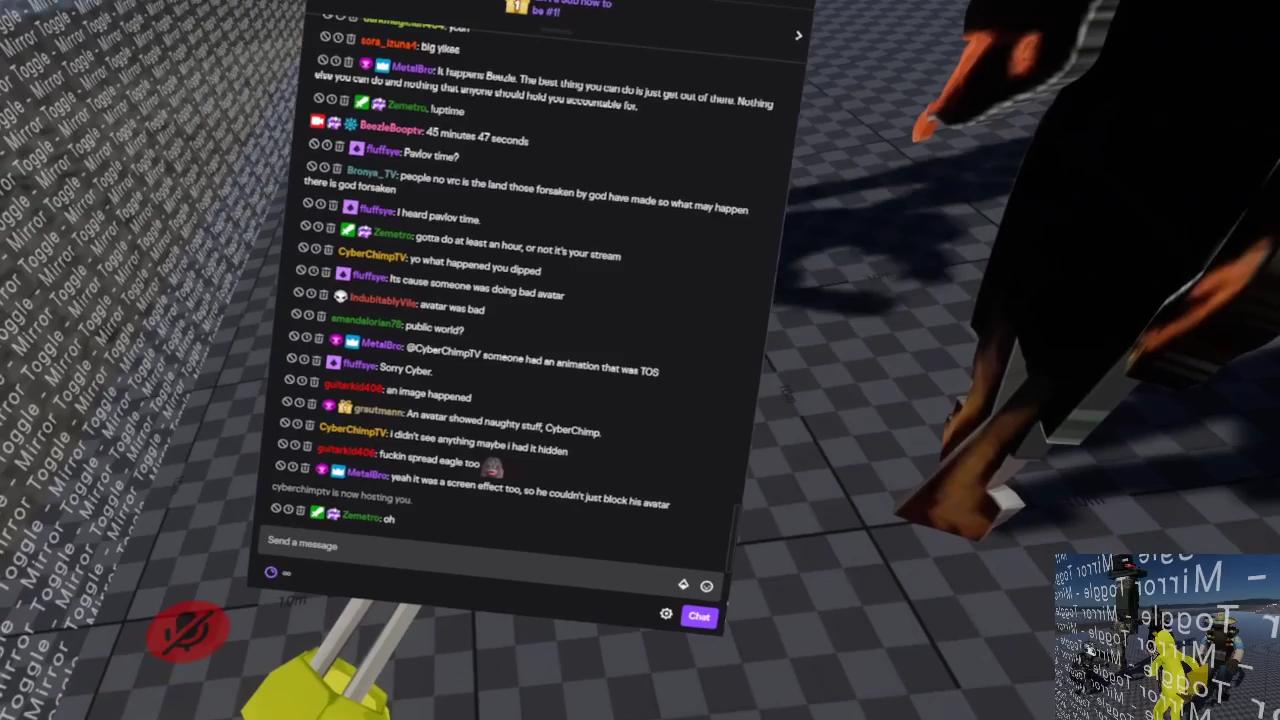 be #1!
sora_izuna4: big yikes
MetalBro: It happens Beezle. The best thing you can do is just get out of there. Nothing
else you can do and nothing that anyone should hold you accountable for.
Zemetro: !uptime
BeezleBooptv: 45 minutes 47 seconds
fluffsye: Pavlov time?
Bronya_TV: people no vrc is the land those forsaken by god have made so what may happen
there is god forsaken
fluffsye: I heard pavlov time.
Zemetro: gotta do at least an hour, or not it's your stream
CyberChimpTV: yo what happened you dipped
fluffsye: Its cause someone was doing bad avatar
IndubitablyVile: avatar was bad
amandalorian78: public world?
MetalBro: @CyberChimpTV someone had an animation that was TOS
fluffsye: Sorry Cyber.
guitarkid406: an image happened
grautmann: An avatar showed naughty stuff, CyberChimp.
CyberChimpTV: i didn't see anything maybe i had it hidden
guitarkid406: fuckin spread eagle too
MetalBro: yeah it was a screen effect too, so he couldn't just block his avatar
cyberchimptv is now hosting you.
Zemetro: oh
Send a message
Chat
10m
Mirror Toggle - Mirror Toggle - Mirror Toggle
Mirror -
Toggle
Mirror
Toggle